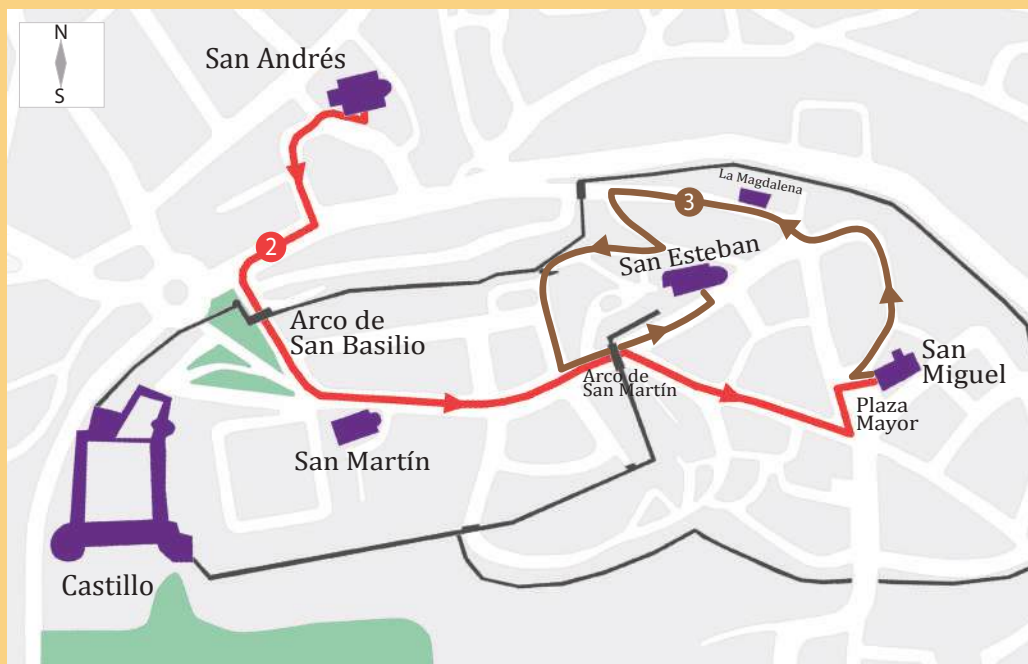 N
S
San Andrés
La Magdalena
3
2
San Esteban
Arco de
San Basilio
San
Miguel
Arco de
San Martín
Plaza
Mayor
San Martín
Castillo